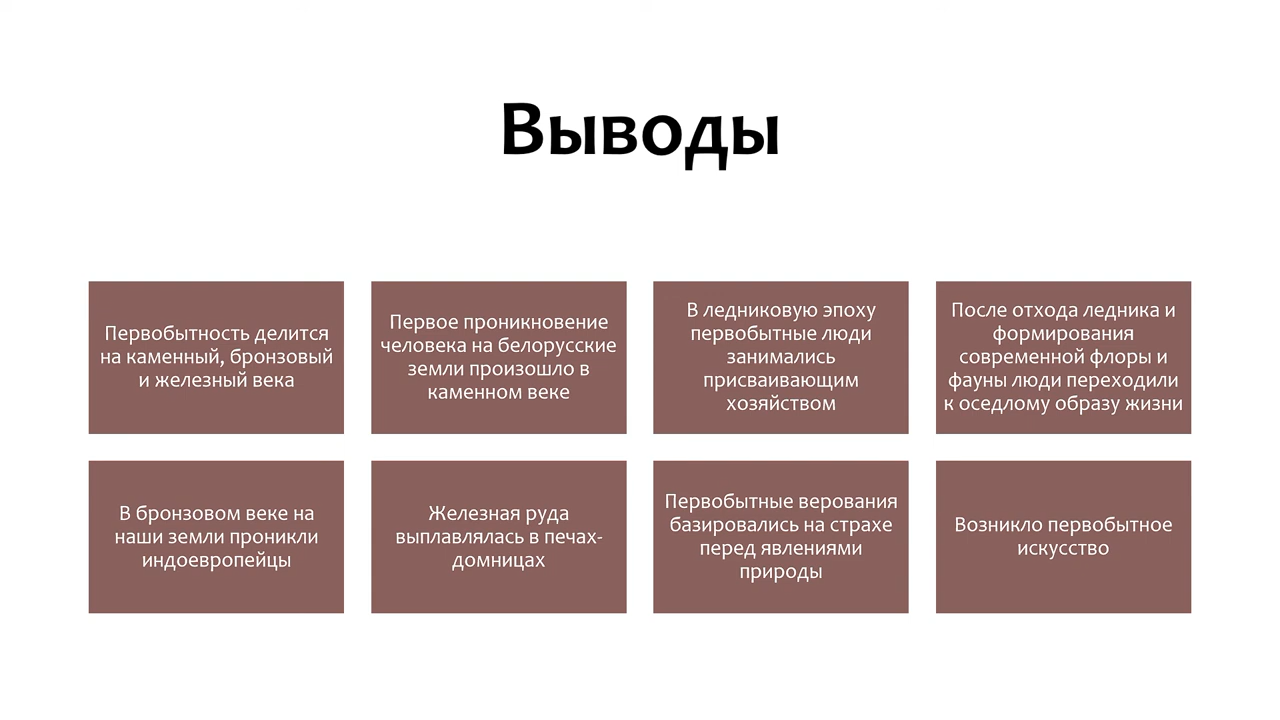 Выводы
Первобытность делится
на каменный, бронзовый
и железный века
Первое проникновение
человека на белорусские
земли произошло в
каменном веке
В ледниковую эпоху
первобытные люди
занимались
присваивающим
хозяйством
После отхода ледника и
формирования
современной флоры и
фауны люди переходили
к оседлому образу жизни
В бронзовом веке на
наши земли проникли
индоевропейцы
Железная руда
выплавлялась в печах-
домницах
Первобытные верования
базировались на страхе
перед явлениями
природы
Возникло первобытное
искусство